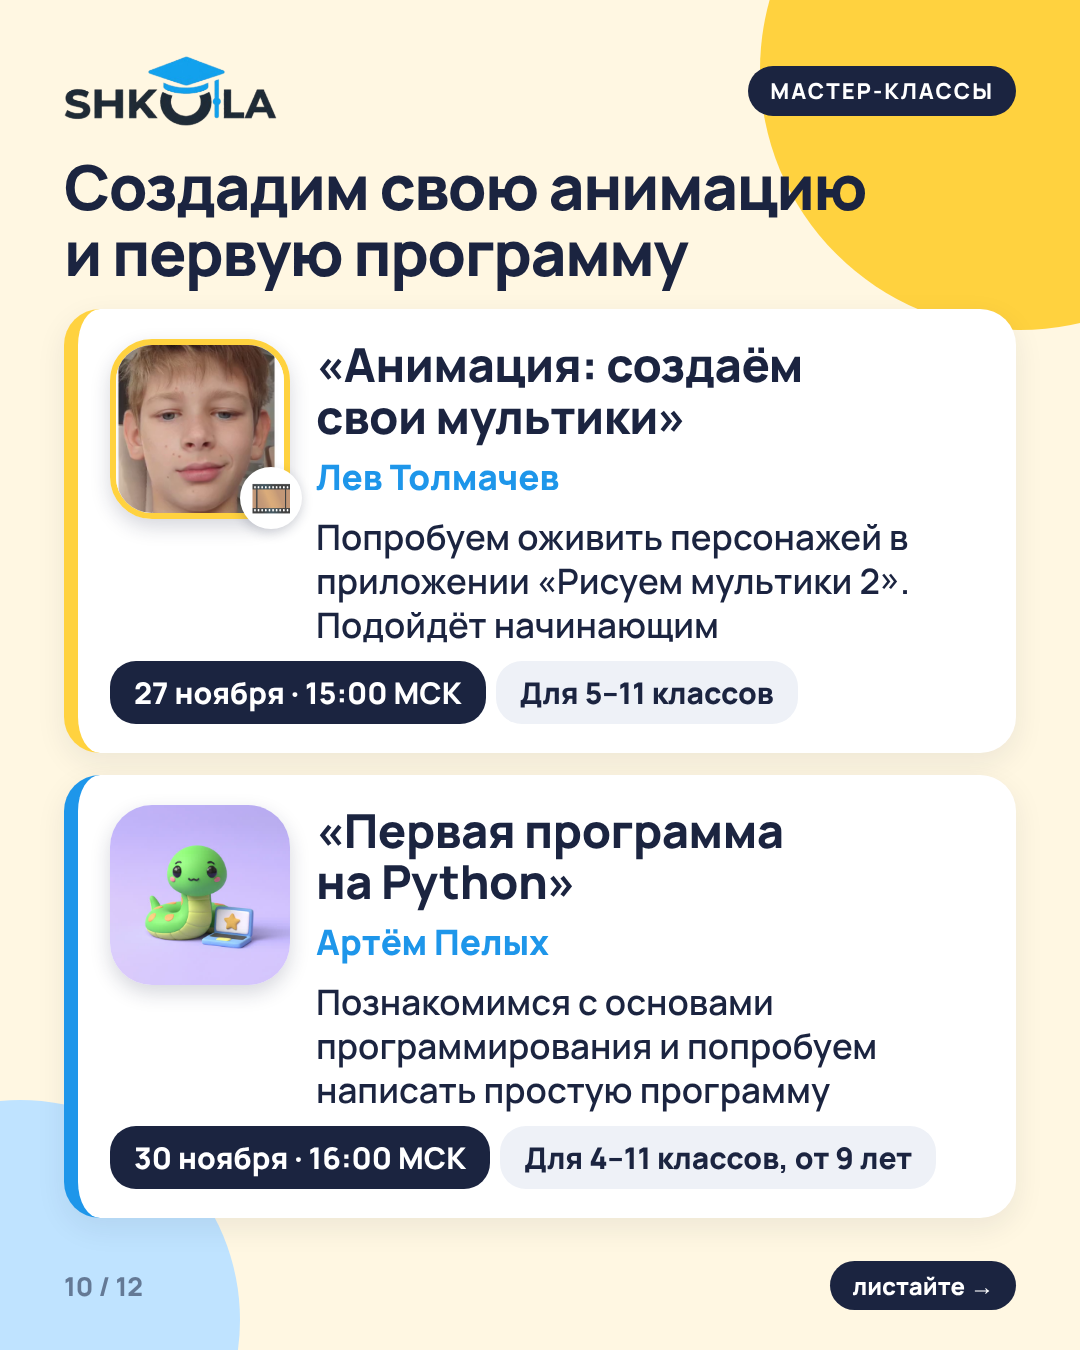 SHKOLA
МАСТЕР-КЛАССЫ
Создадим свою анимацию
и первую программу
«Анимация: создаём
свои мультики»
Лев Толмачев
Попробуем оживить персонажей в
приложении «Рисуем мультики 2».
Подойдёт начинающим
27 ноября · 15:00 МСК
Для 5–11 классов
«Первая программа
на Python»
Артём Пелых
Познакомимся с основами
программирования и попробуем
написать простую программу
30 ноября · 16:00 МСК
Для 4–11 классов, от 9 лет
10 / 12
листайте →